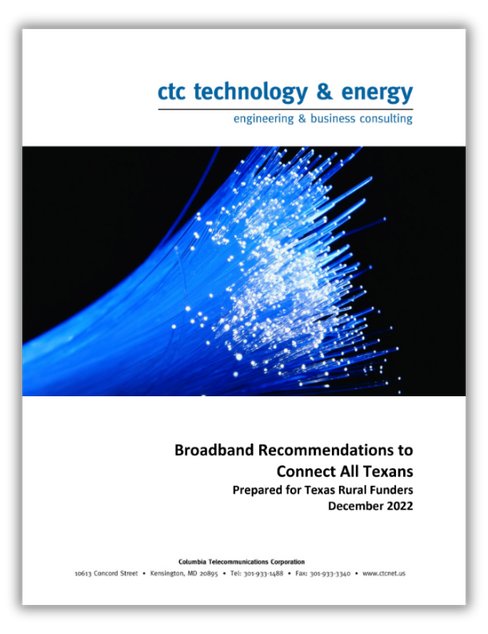 ctc technology & energy
engineering & business consulting
Broadband Recommendations to
Connect All Texans
Prepared for Texas Rural Funders
December 2022
Columbia Telecommunications Corporation
10613 Concord Street • Kensington, MD 20895 • Tel: 301-933-1488 • Fax: 301-933-3340 • www.ctcnet.us